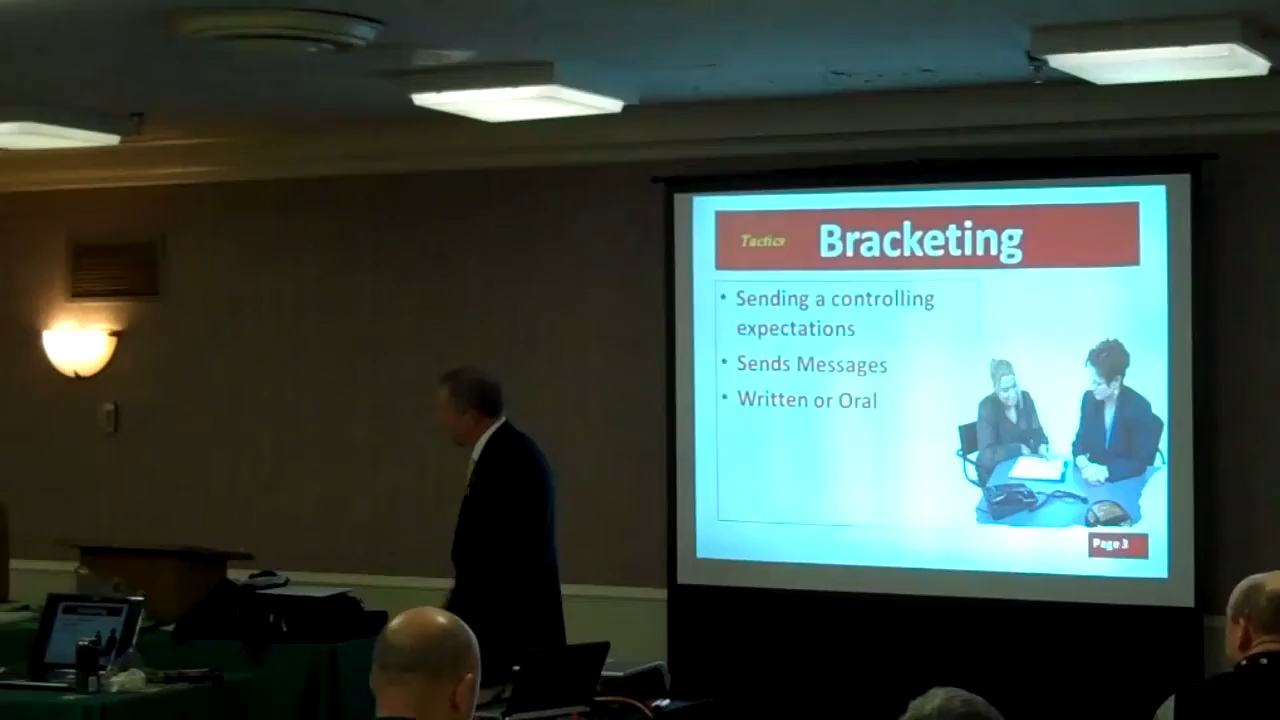 Tactics Bracketing
• Sending a controlling
expectations
• Sends Messages
• Written or Oral
Page 3